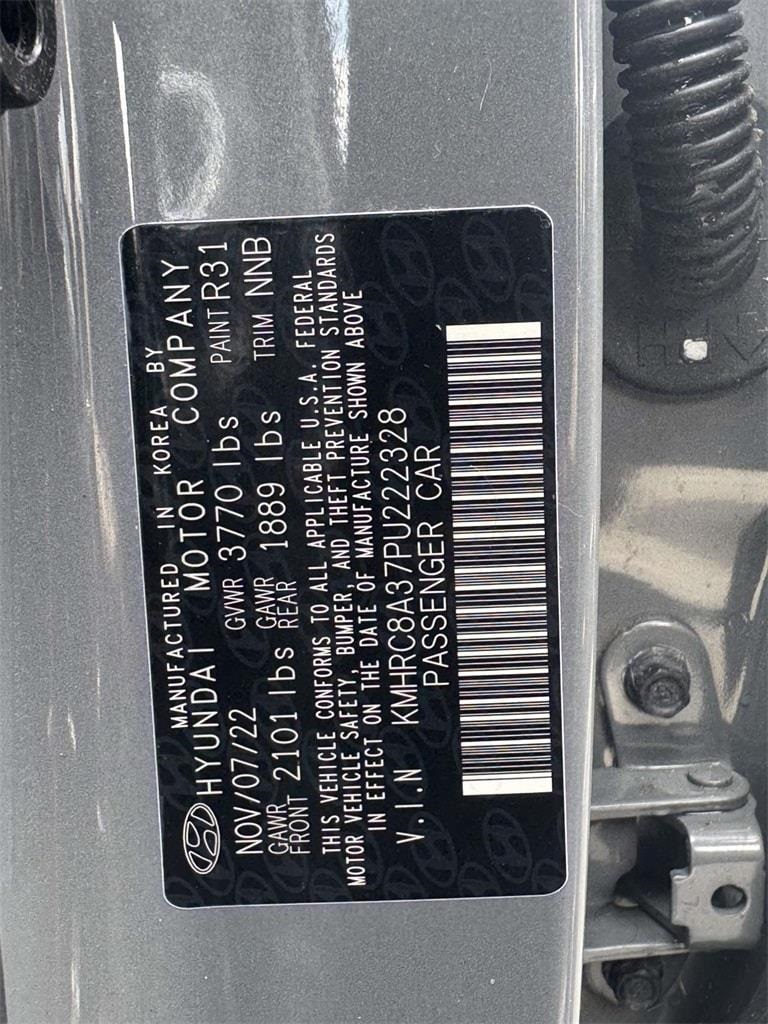 MANUFACTURED IN KOREA BY
HYUNDAI MOTOR COMPANY
NOV/07/22 GVWR 3770 lbs PAINT R31
GAWR FRONT 2101 lbs GAWR REAR 1889 lbs TRIM NNB
THIS VEHICLE CONFORMS TO ALL APPLICABLE U.S.A. FEDERAL
MOTOR VEHICLE SAFETY, BUMPER, AND THEFT PREVENTION STANDARDS
IN EFFECT ON THE DATE OF MANUFACTURE SHOWN ABOVE
V.I.N KMHRC8A37PU222328
PASSENGER CAR